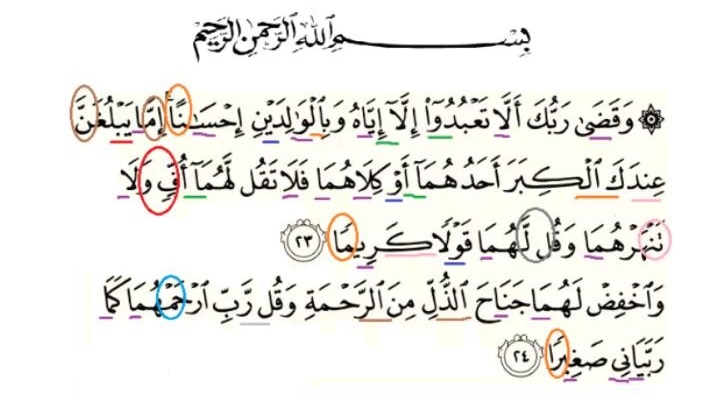 بِسْمِ ٱللَّهِ ٱلرَّحْمَٰنِ ٱلرَّحِيمِ
۞ وَقَضَىٰ رَبُّكَ أَلَّا تَعْبُدُوٓا۟ إِلَّآ إِيَّاهُ وَبِٱلْوَٰلِدَيْنِ إِحْسَٰنًا ۚ إِمَّا يَبْلُغَنَّ
عِندَكَ ٱلْكِبَرَ أَحَدُهُمَآ أَوْ كِلَاهُمَا فَلَا تَقُل لَّهُمَآ أُفٍّ وَلَا
تَنْهَرْهُمَا وَقُل لَّهُمَا قَوْلًا كَرِيمًا ٢٣
وَٱخْفِضْ لَهُمَا جَنَاحَ ٱلذُّلِّ مِنَ ٱلرَّحْمَةِ وَقُل رَّبِّ ٱرْحَمْهُمَا كَمَا
رَبَّيَانِى صَغِيرًا ٢٤